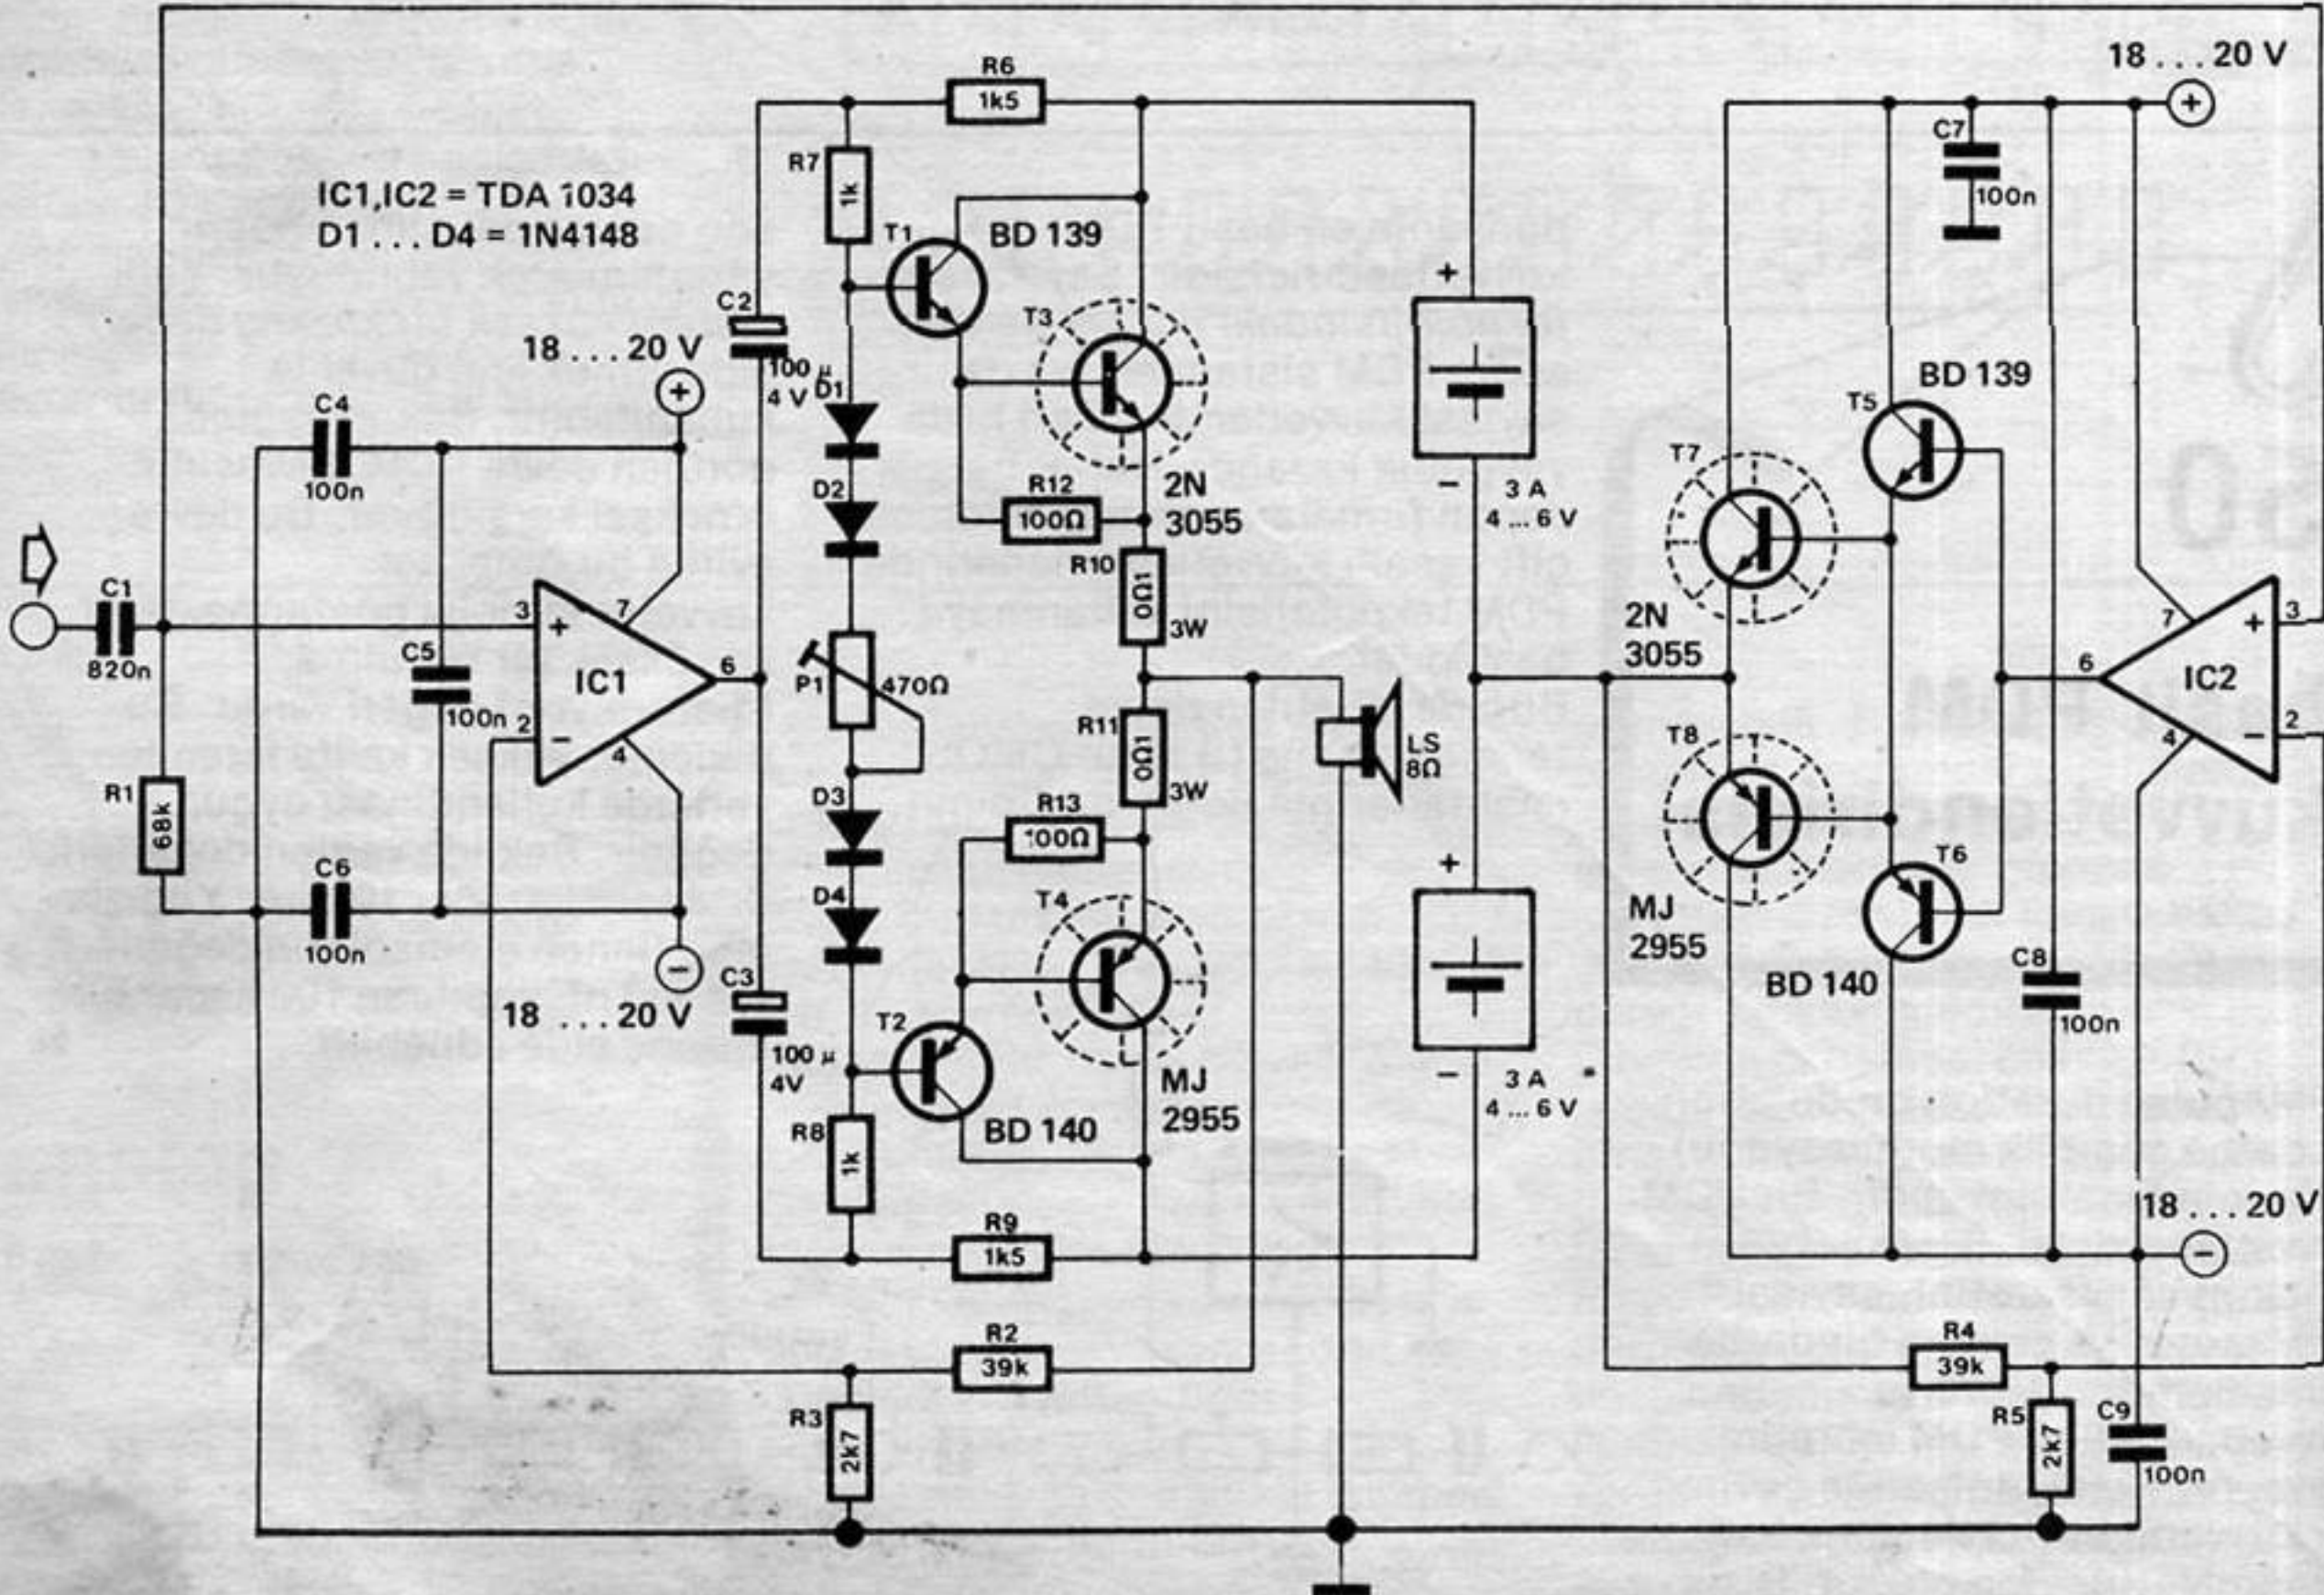 18 . . . 20 V
+
R6
1k5
C7
100n
R7
1k
IC1,IC2 = TDA 1034
D1 . . . D4 = 1N4148
T1
BD 139
C2
100 µ
4 V
T3
2N
3055
18 . . . 20 V
+
D1
D2
R12
100Ω
R10
0Ω1
3W
+
−
3 A
4 ... 6 V
T5
BD 139
T7
2N
3055
C4
100n
C1
820n
C5
100n
3
+
7
IC1
6
2
−
4
P1
470Ω
R11
0Ω1
3W
LS
8Ω
3
+
7
6
IC2
2
−
4
R1
68k
C6
100n
−
18 . . . 20 V
D3
D4
R13
100Ω
T4
MJ
2955
T8
MJ
2955
T6
BD 140
C3
100 µ
4V
T2
BD 140
R8
1k
+
−
3 A
4 ... 6 V
C8
100n
18 . . . 20 V
−
R9
1k5
R2
39k
R4
39k
R3
2k7
R5
2k7
C9
100n